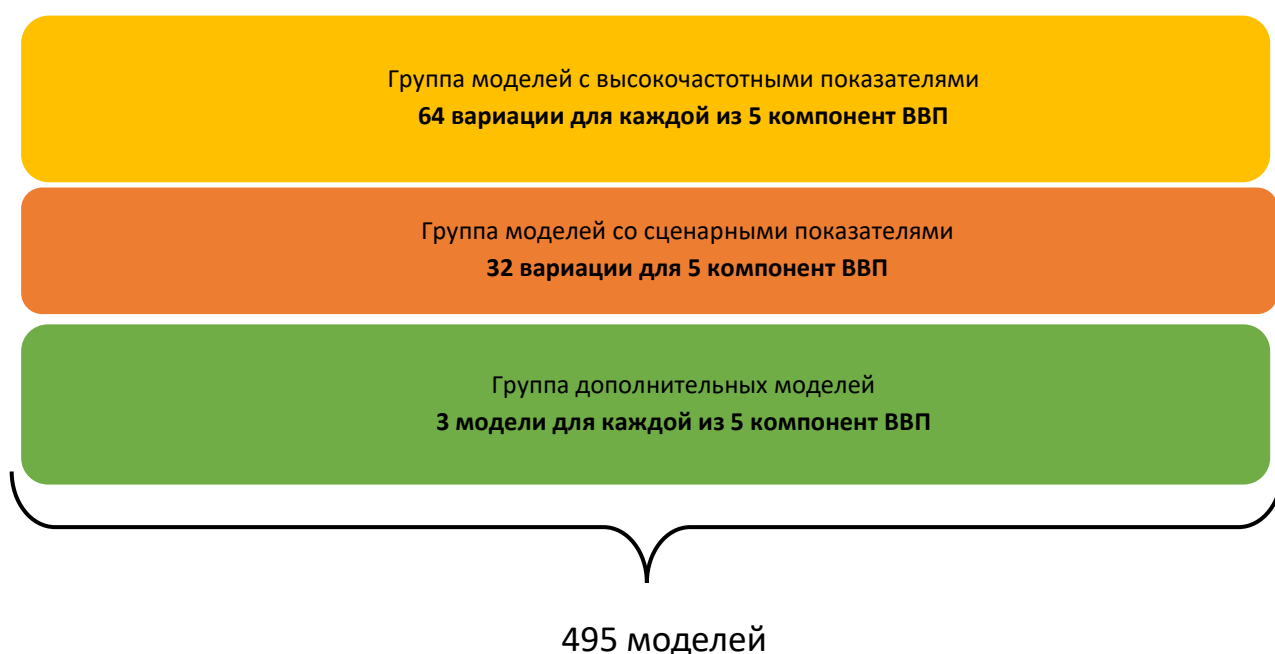 Группа моделей с высокочастотными показателями
64 вариации для каждой из 5 компонент ВВП
Группа моделей со сценарными показателями
32 вариации для 5 компонент ВВП
Группа дополнительных моделей
3 модели для каждой из 5 компонент ВВП
495 моделей